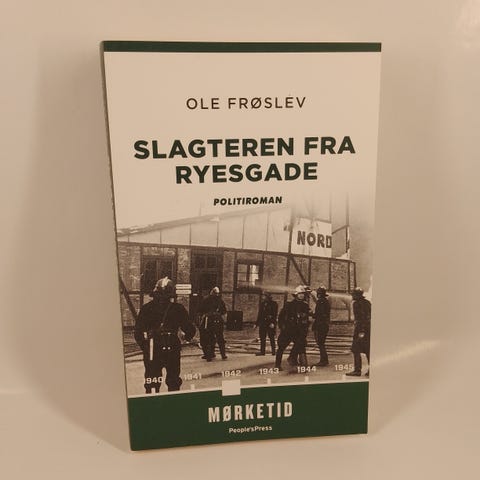 OLE FRØSLEV
SLAGTEREN FRA
RYESGADE
POLITIROMAN
NORD
1940 1941 1942 1943 1944 1945
MØRKETID
People'sPress